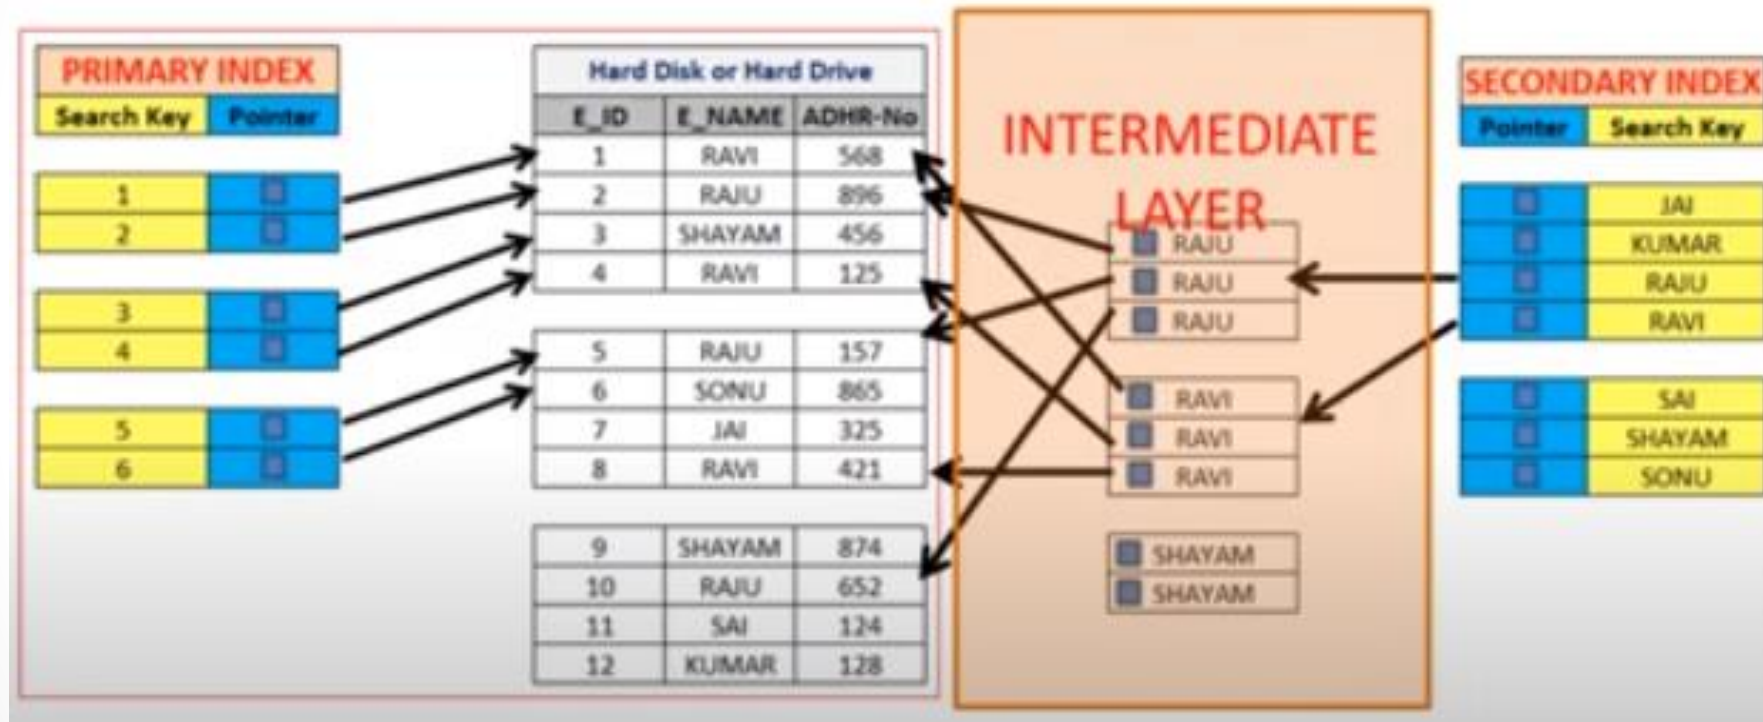 PRIMARY INDEX
Search Key Pointer
1
2
3
4
5
6
Hard Disk or Hard Drive
E_ID E_NAME ADHR-No
1 RAVI 568
2 RAJU 896
3 SHAYAM 456
4 RAVI 125
5 RAJU 157
6 SONU 865
7 JAI 325
8 RAVI 421
9 SHAYAM 874
10 RAJU 652
11 SAI 124
12 KUMAR 128
INTERMEDIATE
LAYER
RAJU
RAJU
RAJU
RAVI
RAVI
RAVI
SHAYAM
SHAYAM
SECONDARY INDEX
Pointer Search Key
JAI
KUMAR
RAJU
RAVI
SAI
SHAYAM
SONU